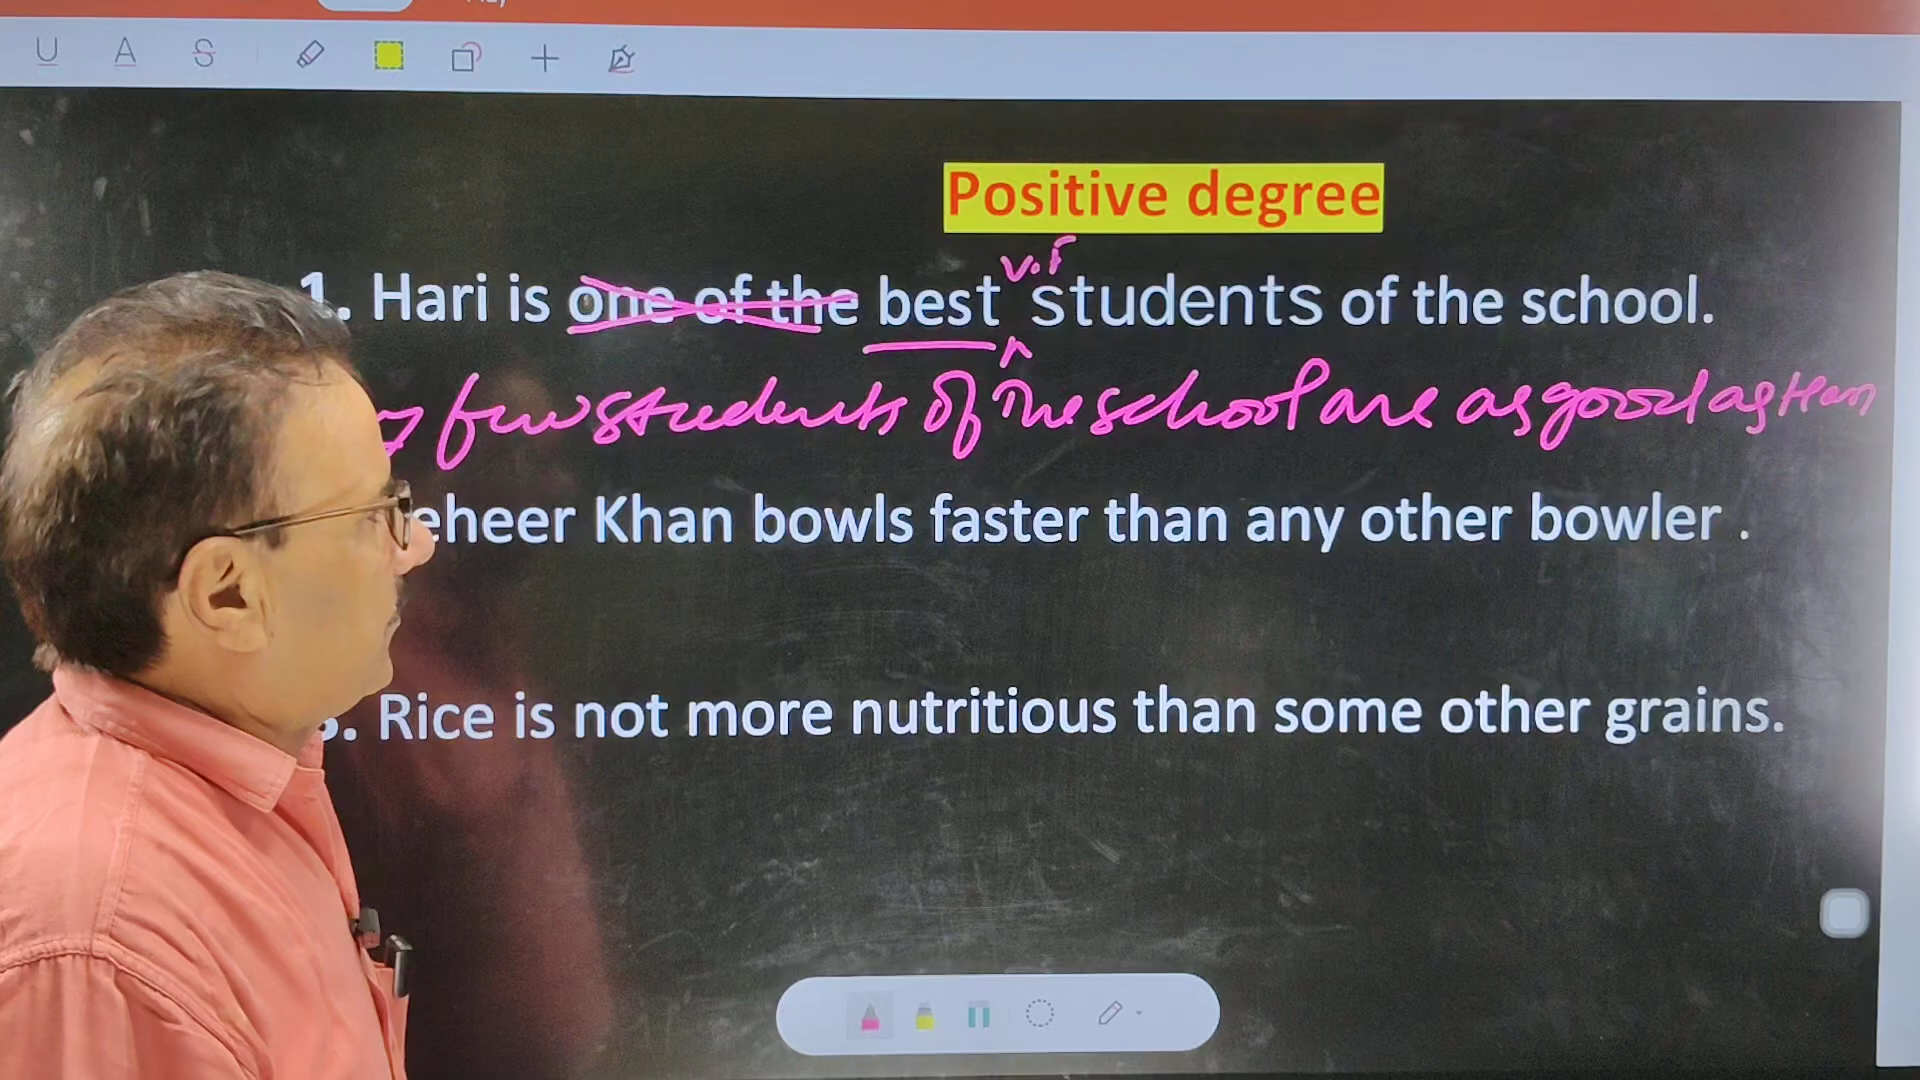 Positive degree
v.f
1. Hari is one of the best students of the school.
few students of the school are as good as Hari
eheer Khan bowls faster than any other bowler .
3. Rice is not more nutritious than some other grains.